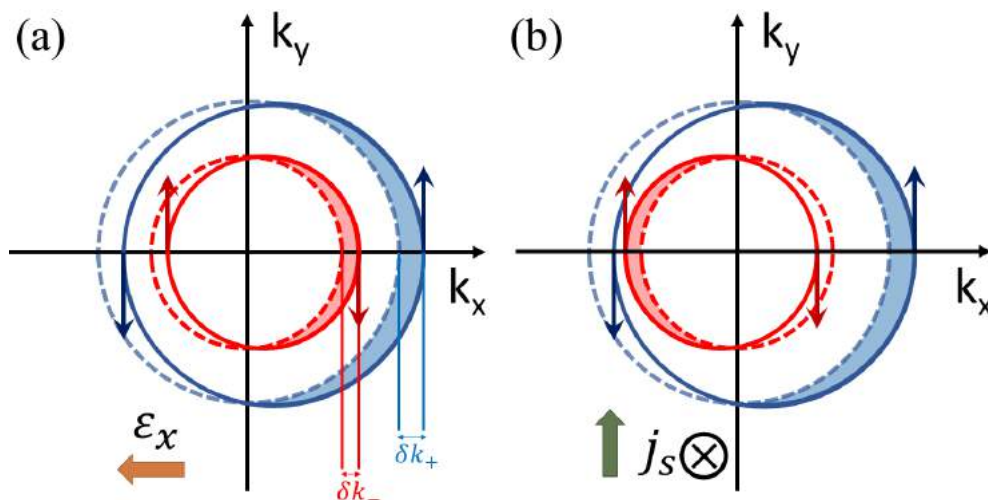 (a)
k_y
k_x
ε_x
δk_+
δk_-
(b)
k_y
k_x
j_s